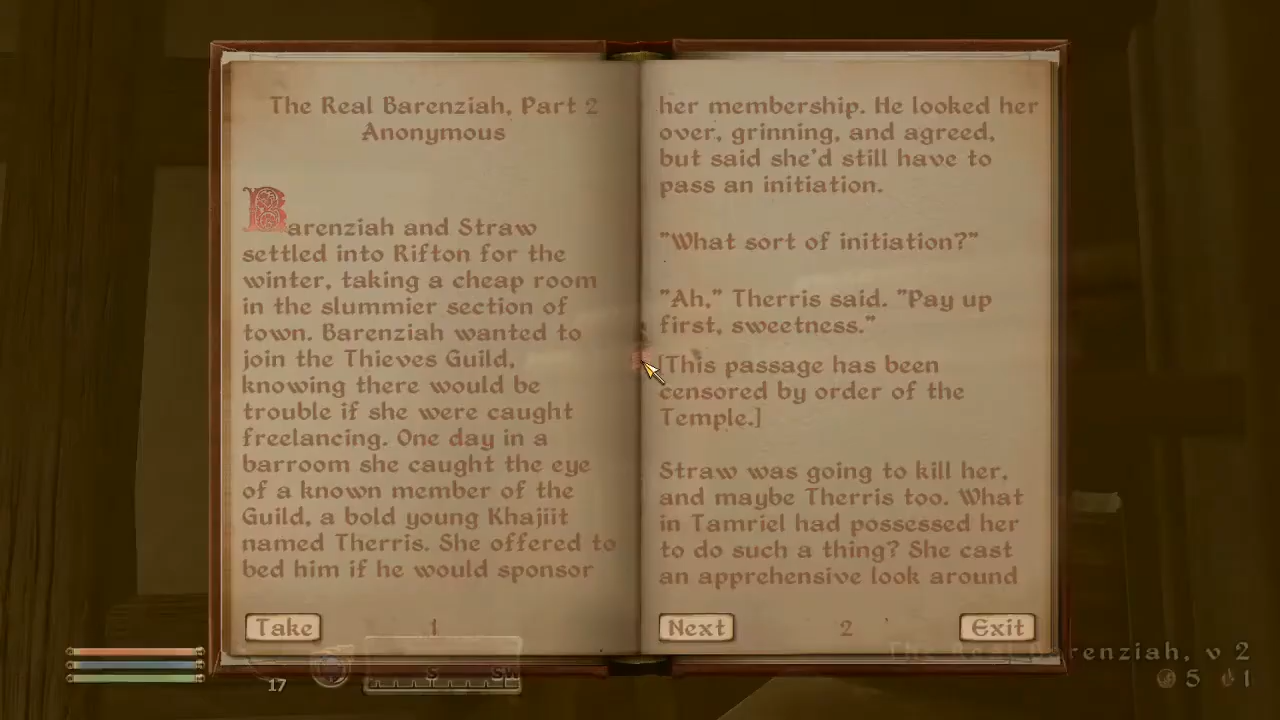 The Real Barenziah, Part 2
Anonymous
Barenziah and Straw
settled into Rifton for the
winter, taking a cheap room
in the slummier section of
town. Barenziah wanted to
join the Thieves Guild,
knowing there would be
trouble if she were caught
freelancing. One day in a
barroom she caught the eye
of a known member of the
Guild, a bold young Khajiit
named Therris. She offered to
bed him if he would sponsor
Take
1
her membership. He looked her
over, grinning, and agreed,
but said she'd still have to
pass an initiation.
"What sort of initiation?"
"Ah," Therris said. "Pay up
first, sweetness."
[This passage has been
censored by order of the
Temple.]
Straw was going to kill her,
and maybe Therris too. What
in Tamriel had possessed her
to do such a thing? She cast
an apprehensive look around
Next
2
Exit
The Real Barenziah, v 2
5
1
17
S
SW